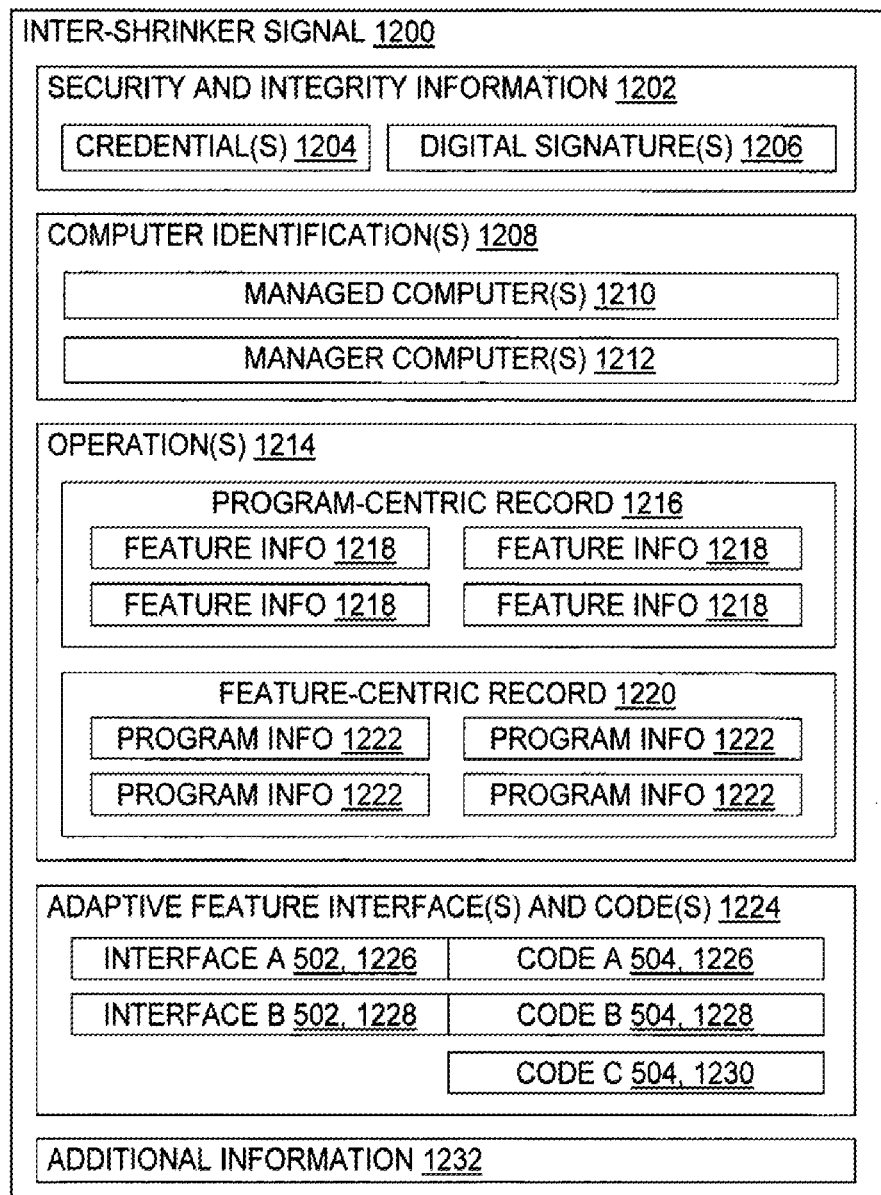 INTER-SHRINKER SIGNAL 1200
SECURITY AND INTEGRITY INFORMATION 1202
CREDENTIAL(S) 1204 DIGITAL SIGNATURE(S) 1206
COMPUTER IDENTIFICATION(S) 1208
MANAGED COMPUTER(S) 1210
MANAGER COMPUTER(S) 1212
OPERATION(S) 1214
PROGRAM-CENTRIC RECORD 1216
FEATURE INFO 1218 FEATURE INFO 1218
FEATURE INFO 1218 FEATURE INFO 1218
FEATURE-CENTRIC RECORD 1220
PROGRAM INFO 1222 PROGRAM INFO 1222
PROGRAM INFO 1222 PROGRAM INFO 1222
ADAPTIVE FEATURE INTERFACE(S) AND CODE(S) 1224
INTERFACE A 502, 1226 CODE A 504, 1226
INTERFACE B 502, 1228 CODE B 504, 1228
CODE C 504, 1230
ADDITIONAL INFORMATION 1232